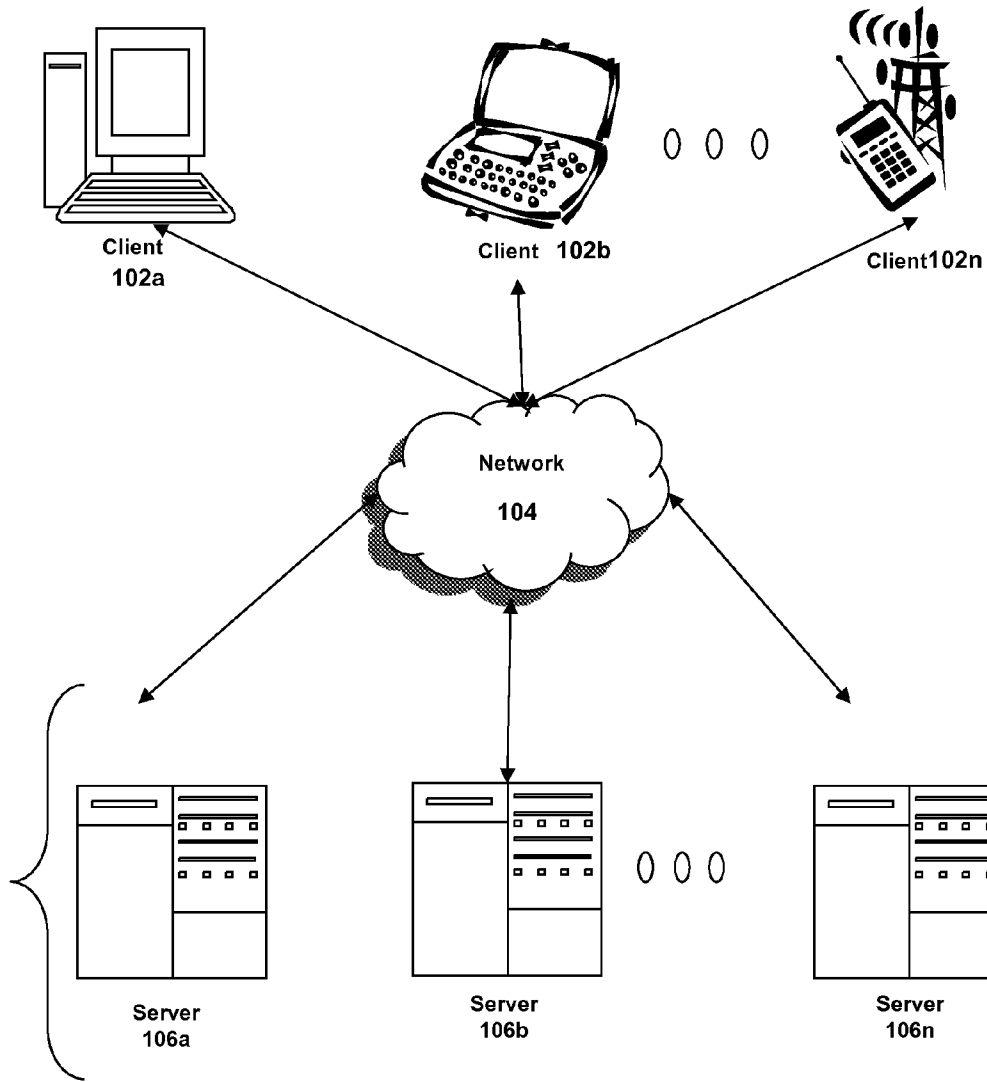 Client
102a
Client 102b
Client102n
Network
104
Server
106a
Server
106b
Server
106n